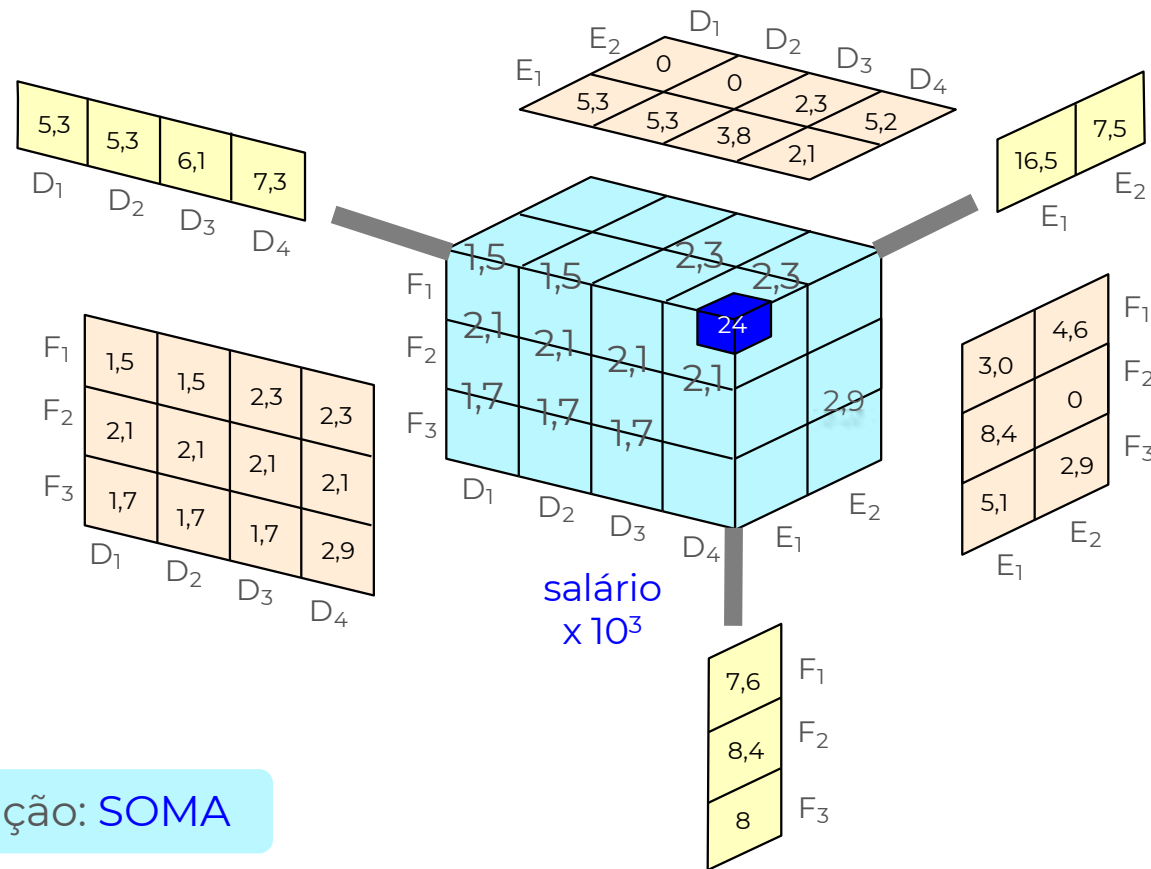 D₁ D₂ D₃ D₄
E₂ 0 0 2,3 5,2
E₁ 5,3 5,3 3,8 2,1
5,3 5,3 6,1 7,3
D₁ D₂ D₃ D₄
16,5 7,5
E₁ E₂
1,5 1,5 2,3 2,3
F₁ 24
F₂ 2,1 2,1 2,1 2,1
F₃ 1,7 1,7 1,7 2,9
D₁ D₂ D₃ D₄ E₁ E₂
F₁ 1,5 1,5 2,3 2,3
F₂ 2,1 2,1 2,1 2,1
F₃ 1,7 1,7 1,7 2,9
D₁ D₂ D₃ D₄
3,0 4,6 F₁
8,4 0 F₂
5,1 2,9 F₃
E₁ E₂
salário
x 10³
7,6 F₁
8,4 F₂
8 F₃
ção: SOMA